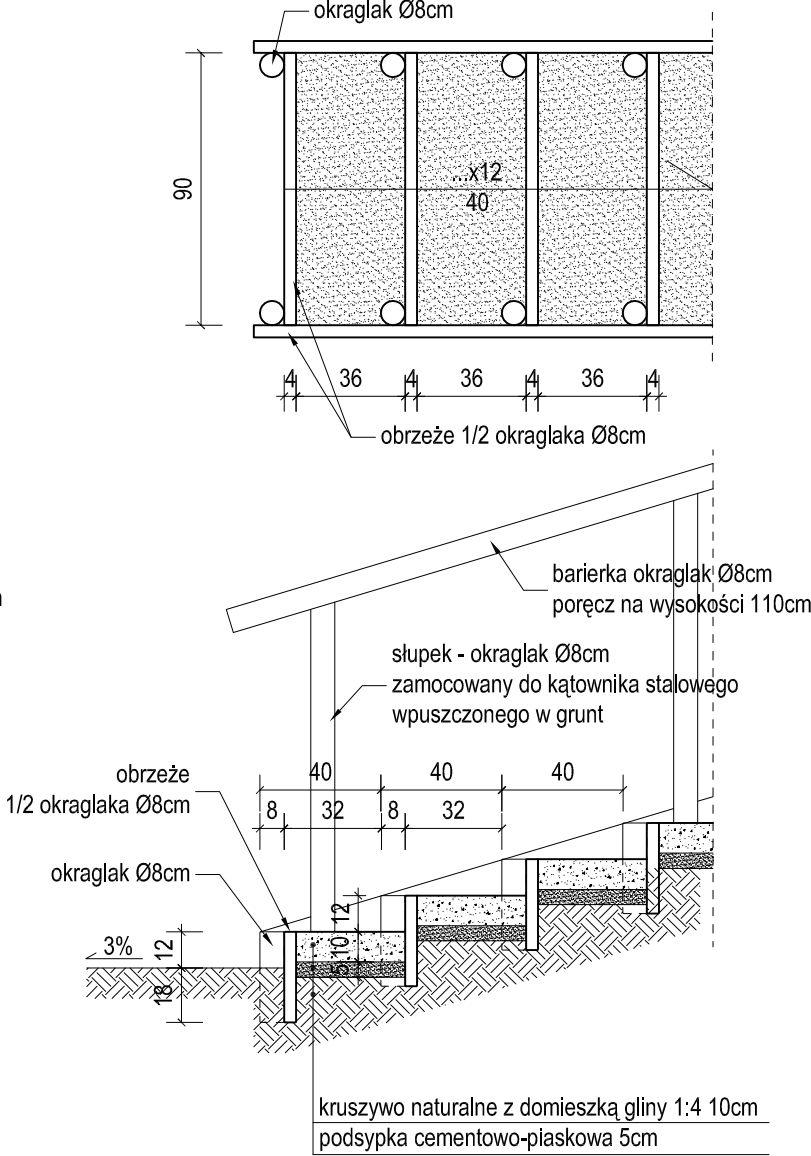 okraglak Ø8cm
90
...x12
40
4 36 4 36 4 36 4
obrzeże 1/2 okraglaka Ø8cm
barierka okraglak Ø8cm
poręcz na wysokości 110cm
słupek - okraglak Ø8cm
zamocowany do kątownika stalowego
wpuszczonego w grunt
obrzeże
1/2 okraglaka Ø8cm
40 40 40
8 32 8 32
okraglak Ø8cm
12
3%
12
10
5
18
kruszywo naturalne z domieszką gliny 1:4 10cm
podsypka cementowo-piaskowa 5cm